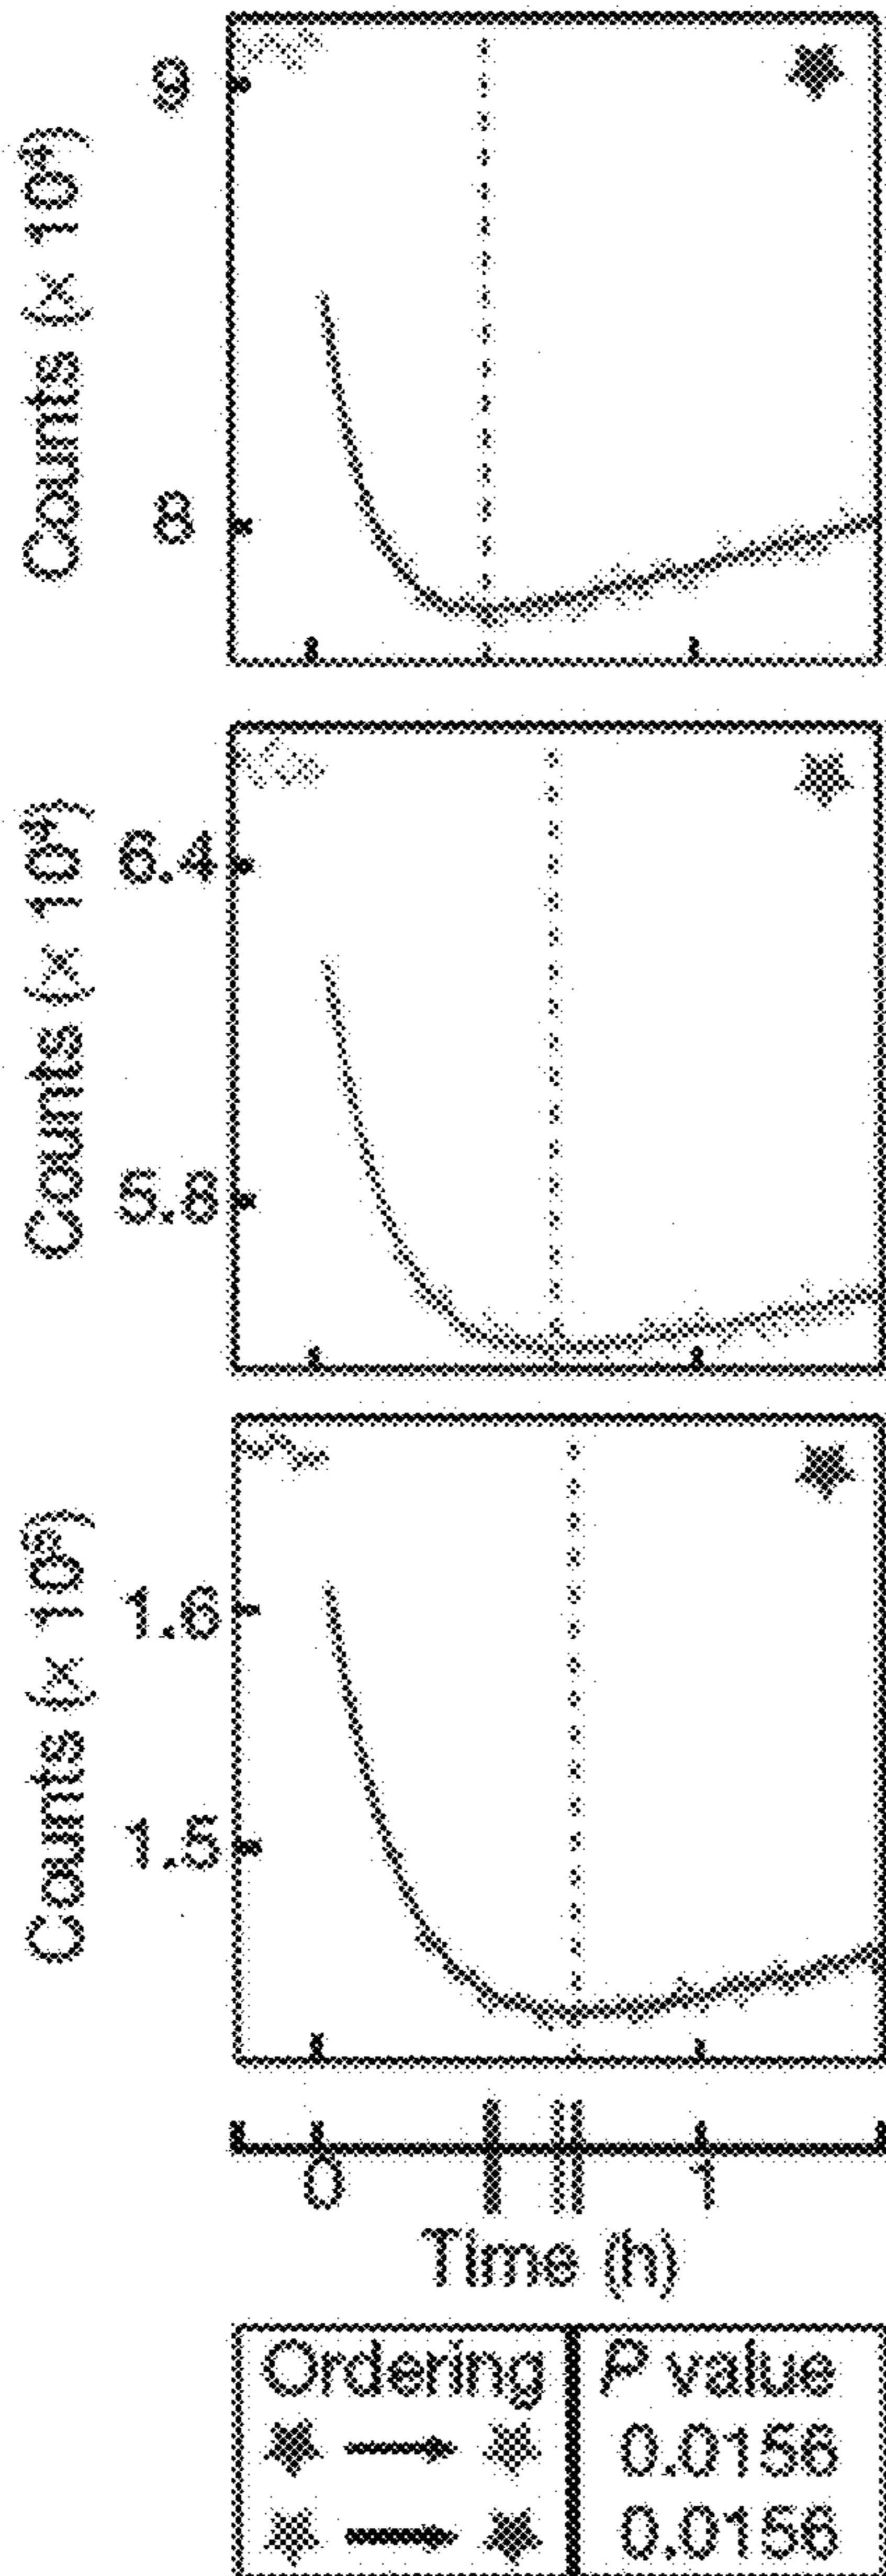 Counts (x 10⁴)
9
8
Counts (x 10⁴)
6.4
5.8
Counts (x 10⁵)
1.6
1.5
0 1
Time (h)
Ordering P value
→ 0.0156
→ 0.0156